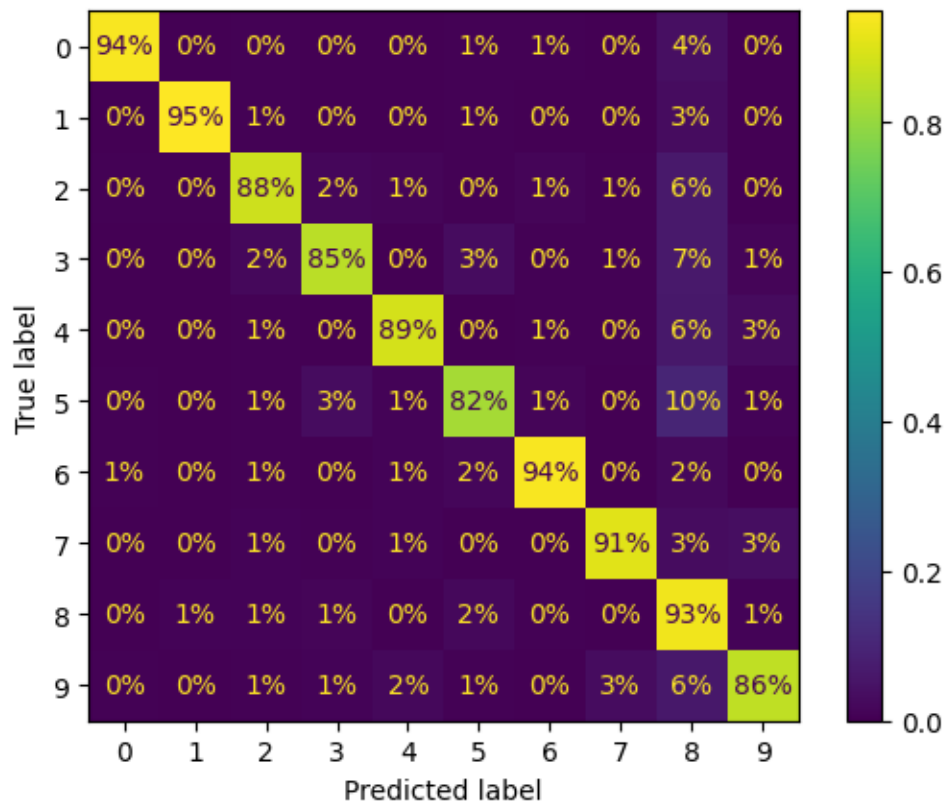 0 94% 0% 0% 0% 0% 1% 1% 0% 4% 0%
1 0% 95% 1% 0% 0% 1% 0% 0% 3% 0%
0.8
2 0% 0% 88% 2% 1% 0% 1% 1% 6% 0%
3 0% 0% 2% 85% 0% 3% 0% 1% 7% 1%
0.6
4 0% 0% 1% 0% 89% 0% 1% 0% 6% 3%
True label
5 0% 0% 1% 3% 1% 82% 1% 0% 10% 1%
0.4
6 1% 0% 1% 0% 1% 2% 94% 0% 2% 0%
7 0% 0% 1% 0% 1% 0% 0% 91% 3% 3%
0.2
8 0% 1% 1% 1% 0% 2% 0% 0% 93% 1%
9 0% 0% 1% 1% 2% 1% 0% 3% 6% 86%
0.0
0 1 2 3 4 5 6 7 8 9
Predicted label